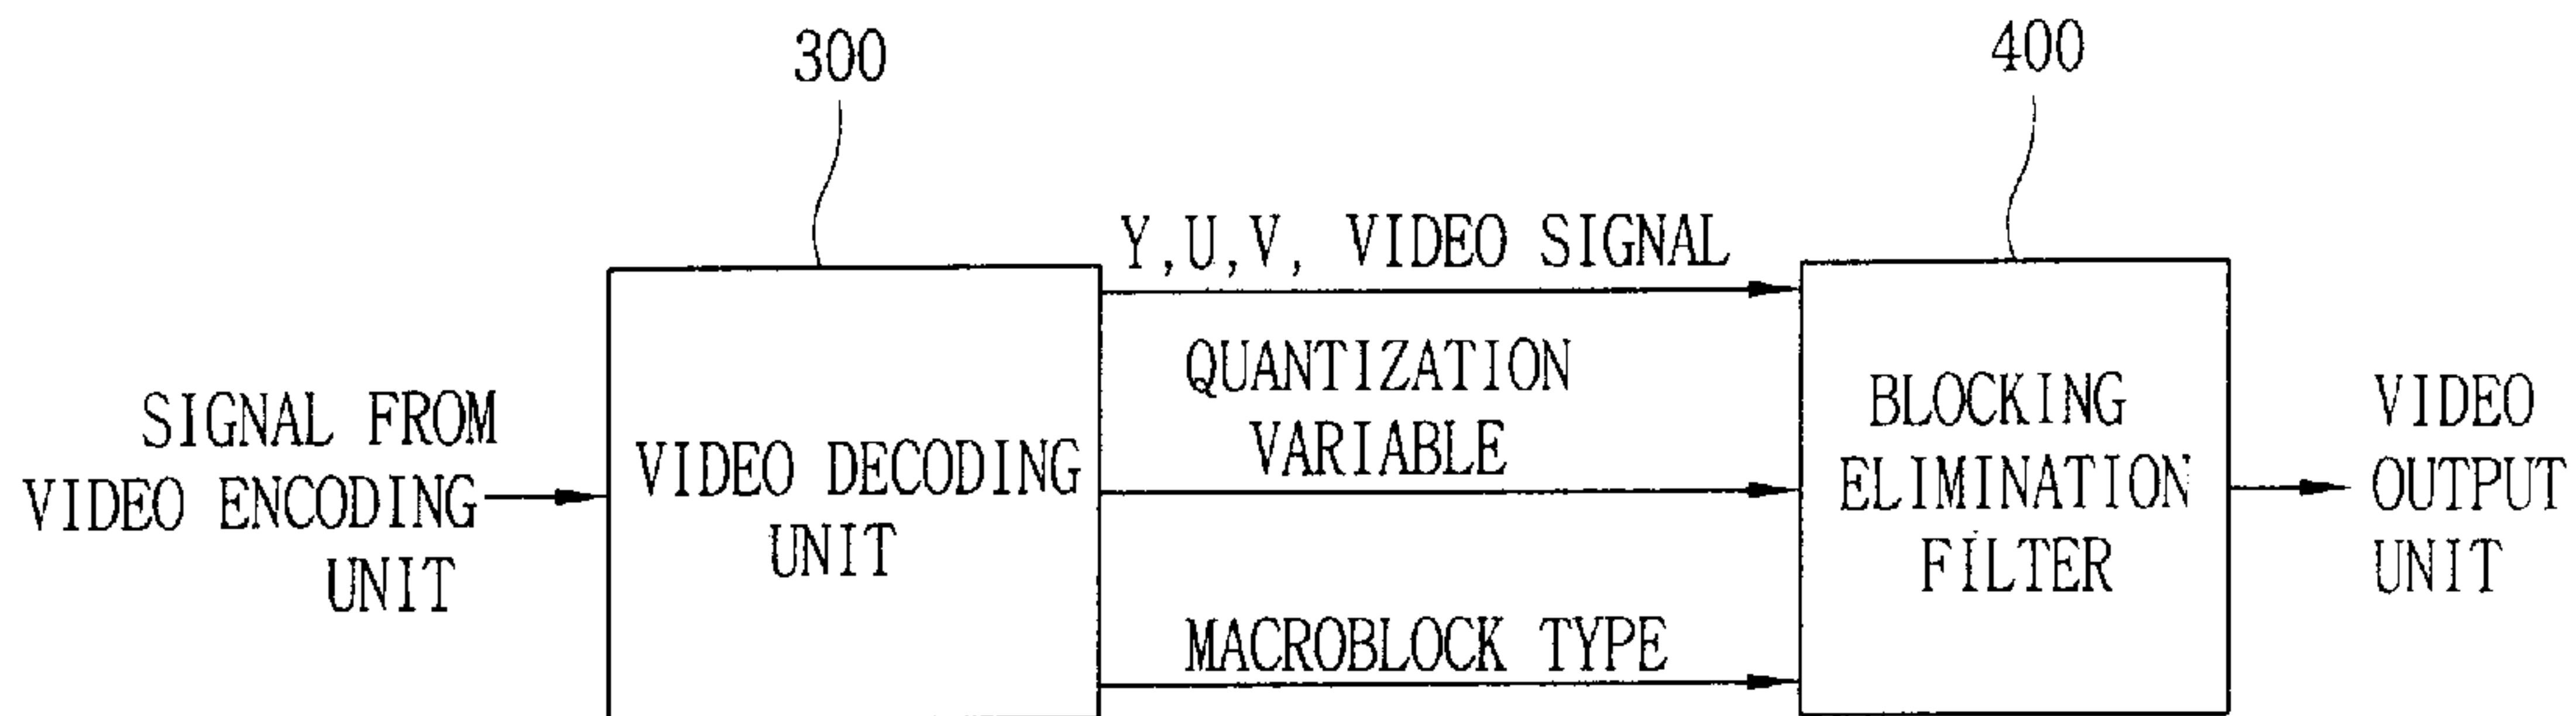 300
400
Y,U,V, VIDEO SIGNAL
QUANTIZATION
VARIABLE
MACROBLOCK TYPE
SIGNAL FROM
VIDEO ENCODING
UNIT
VIDEO DECODING
UNIT
BLOCKING
ELIMINATION
FILTER
VIDEO
OUTPUT
UNIT